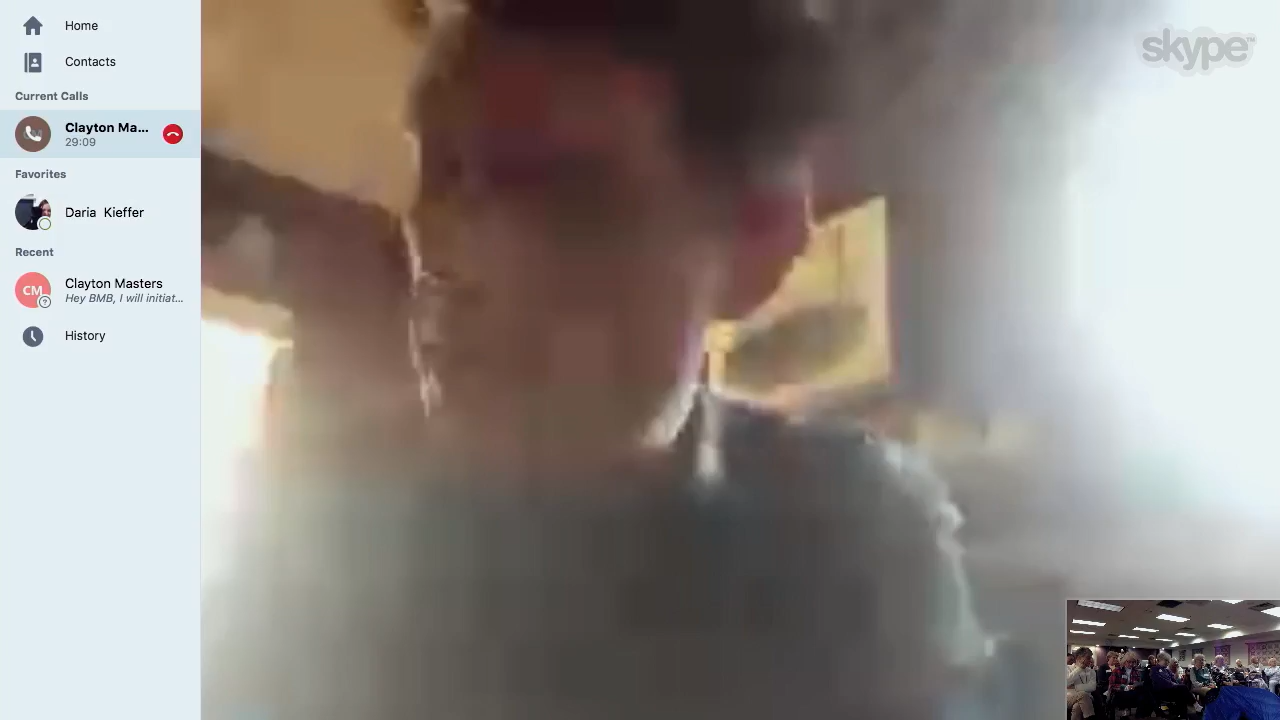 Home
Contacts
Current Calls
Clayton Ma...
29:09
Favorites
Daria Kieffer
Recent
CM
Clayton Masters
Hey BMB, I will initiat...
History
skype™